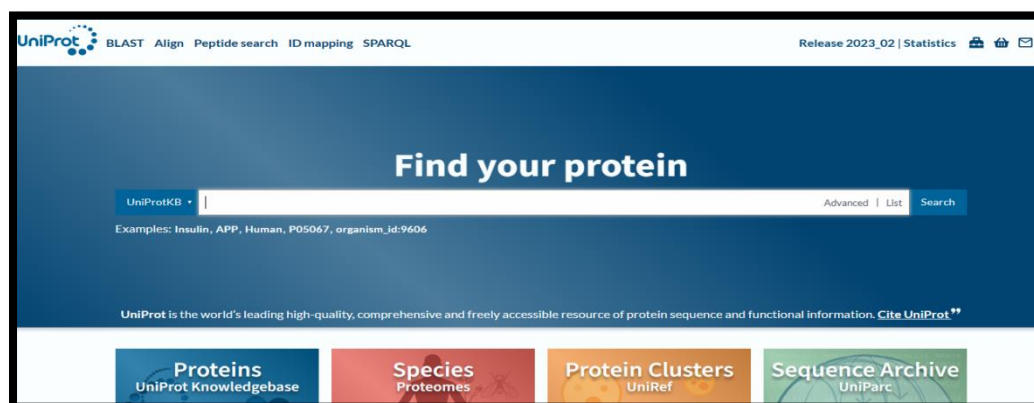 UniProt BLAST Align Peptide search ID mapping SPARQL Release 2023_02 | Statistics
Find your protein
UniProtKB Advanced | List Search
Examples: Insulin, APP, Human, P05067, organism_id:9606
UniProt is the world's leading high-quality, comprehensive and freely accessible resource of protein sequence and functional information. Cite UniProt
Proteins Species Protein Clusters Sequence Archive
UniProt Knowledgebase Proteomes UniRef UniParc